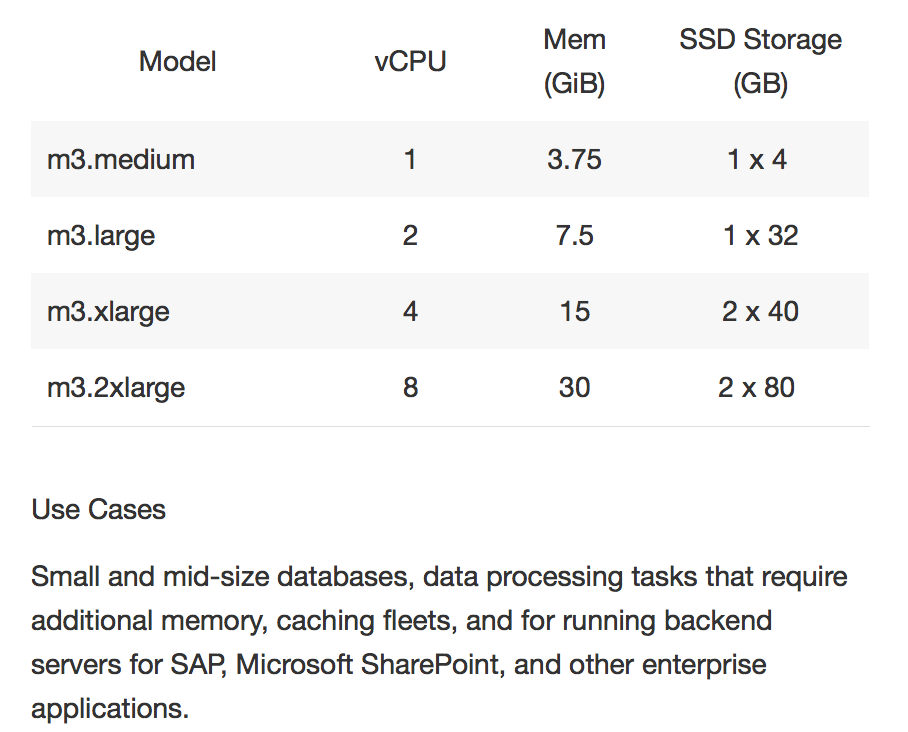 Model vCPU Mem (GiB) SSD Storage (GB)
m3.medium 1 3.75 1 x 4
m3.large 2 7.5 1 x 32
m3.xlarge 4 15 2 x 40
m3.2xlarge 8 30 2 x 80
Use Cases
Small and mid-size databases, data processing tasks that require
additional memory, caching fleets, and for running backend
servers for SAP, Microsoft SharePoint, and other enterprise
applications.